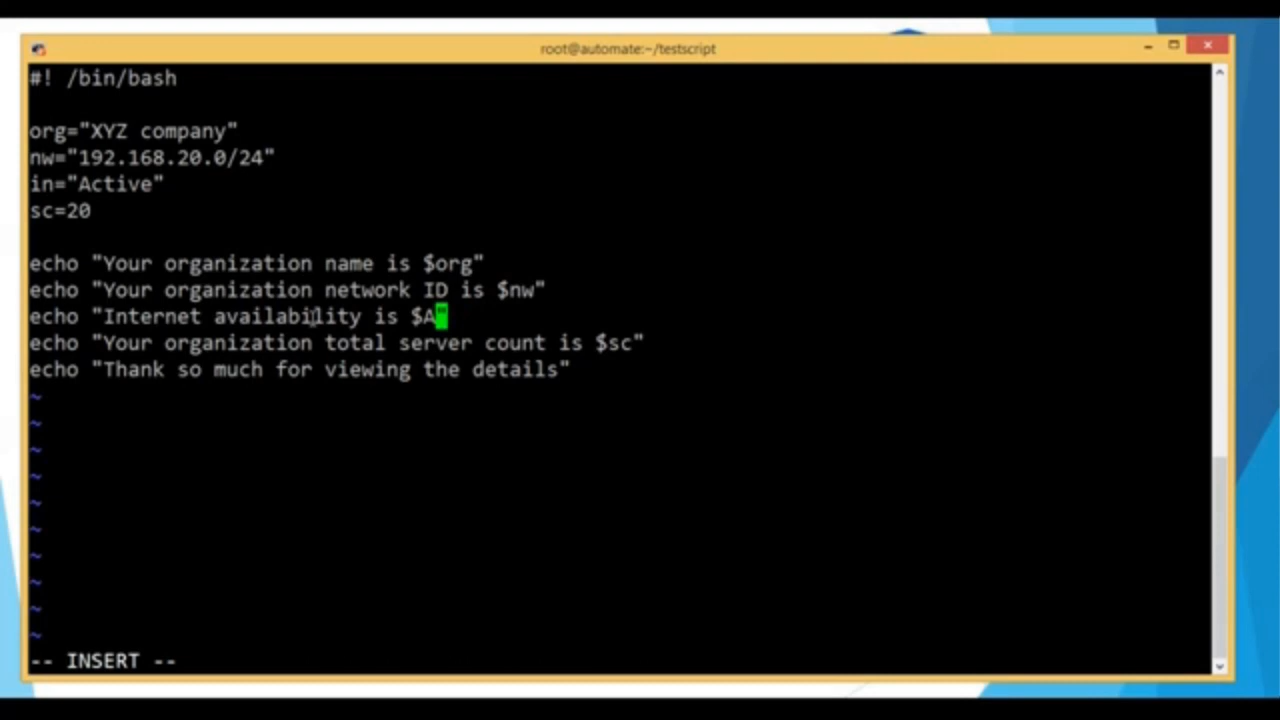 root@automate:~/testscript
#! /bin/bash
org="XYZ company"
nw="192.168.20.0/24"
in="Active"
sc=20
echo "Your organization name is $org"
echo "Your organization network ID is $nw"
echo "Internet availability is $A"
echo "Your organization total server count is $sc"
echo "Thank so much for viewing the details"
~
~
~
~
~
~
~
~
~
~
-- INSERT --